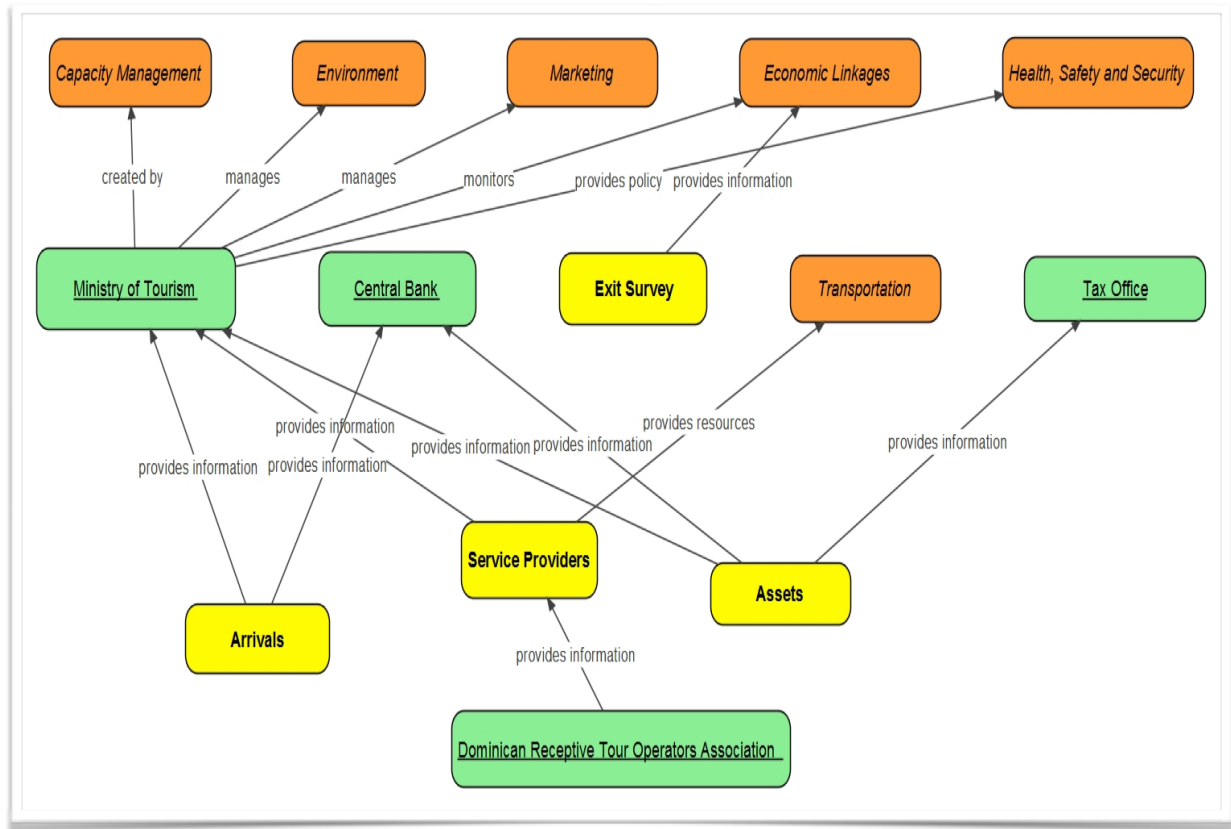 Capacity Management
Environment
Marketing
Economic Linkages
Health, Safety and Security
created by
manages
manages
monitors
provides policy
provides information
Ministry of Tourism
Central Bank
Exit Survey
Transportation
Tax Office
provides information
provides information
provides information
provides information
provides information
provides resources
provides information
Service Providers
Assets
Arrivals
provides information
Dominican Receptive Tour Operators Association